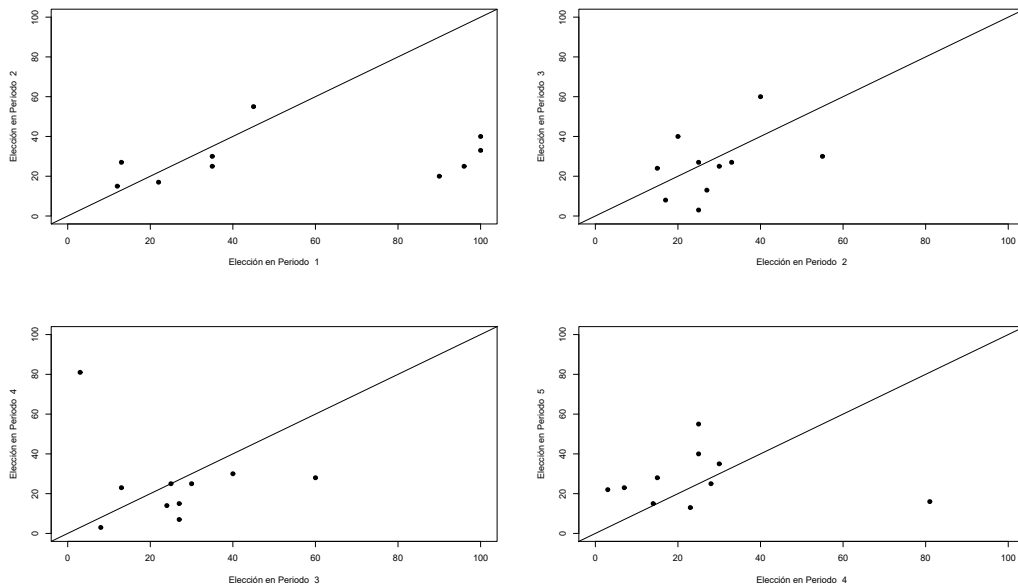 Elección en Periodo 2
100
80
60
40
20
0
0 20 40 60 80 100
Elección en Periodo 1
Elección en Periodo 3
100
80
60
40
20
0
0 20 40 60 80 100
Elección en Periodo 2
Elección en Periodo 4
100
80
60
40
20
0
0 20 40 60 80 100
Elección en Periodo 3
Elección en Periodo 5
100
80
60
40
20
0
0 20 40 60 80 100
Elección en Periodo 4